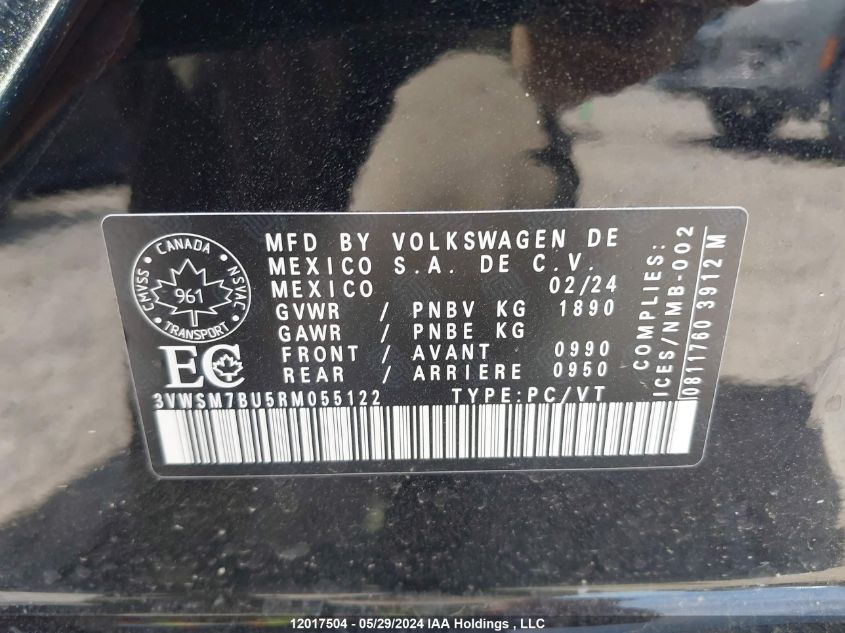 CANADA
CMVSS
NSVAC
961
TRANSPORT
EC
MFD BY VOLKSWAGEN DE
MEXICO S.A. DE C.V.
MEXICO 02/24
GVWR / PNBV KG 1890
GAWR / PNBE KG
FRONT / AVANT 0990
REAR / ARRIERE 0950
3VWSM7BU5RM055122 TYPE:PC/VT
COMPLIES:
ICES/NMB-002
0811760 3912 M
12017504 - 05/29/2024 IAA Holdings , LLC